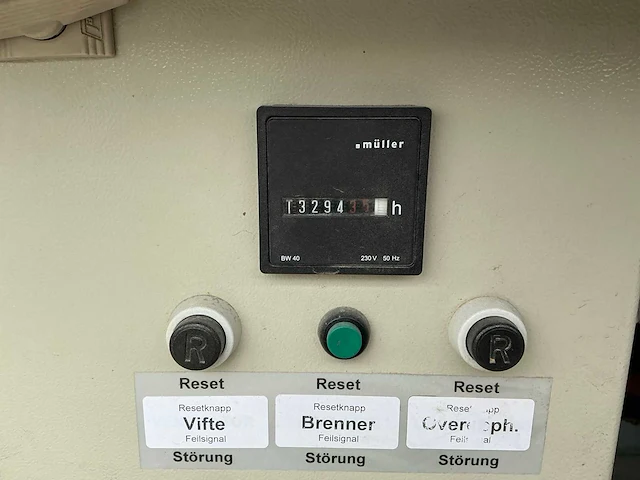 müller
13294 h
BW 40 230 V 50 Hz
R R
Reset Reset Reset
Resetknapp Resetknapp
Vifte Brenner
Feilsignal Feilsignal
Störung Störung Störung